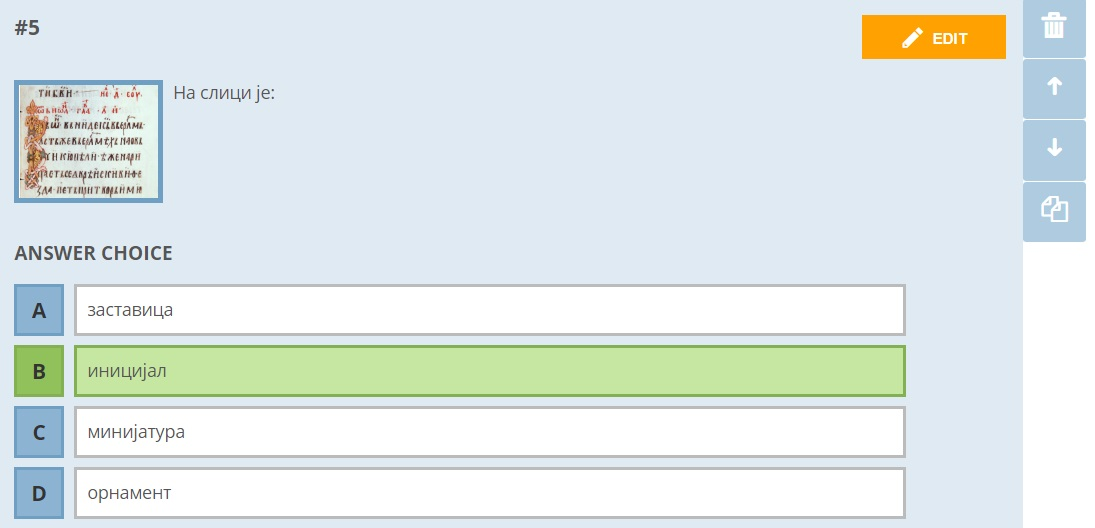 #5
EDIT
На слици је:
ANSWER CHOICE
A
заставица
B
иницијал
C
минијатура
D
орнамент